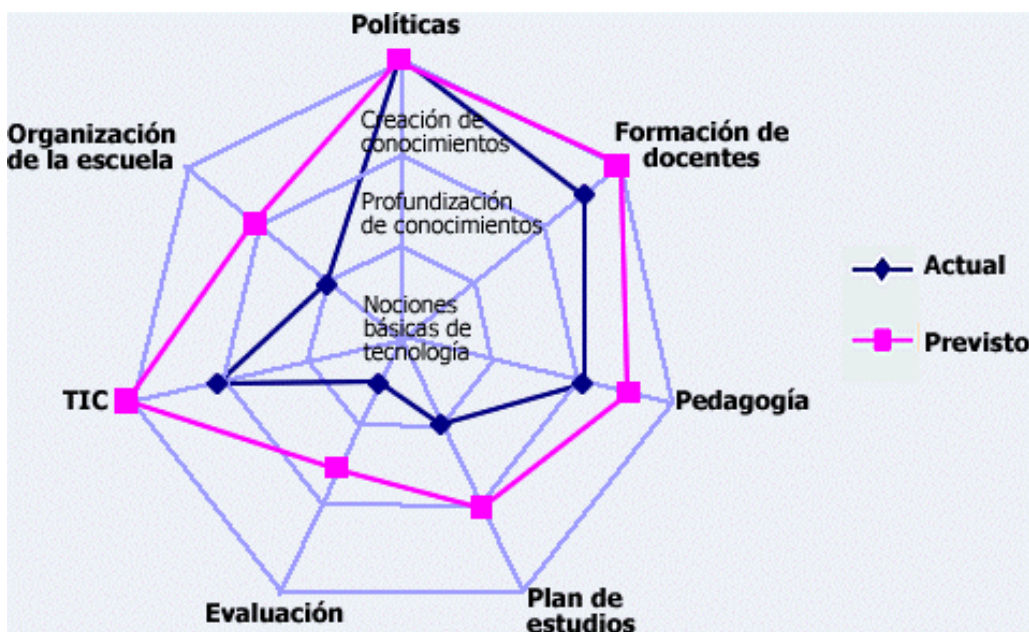 Políticas
Creación de
conocimientos
Organización
de la escuela
Formación de
docentes
Profundización
de conocimientos
Actual
Nociones
básicas de
tecnología
Previsto
TIC
Pedagogía
Evaluación
Plan de
estudios